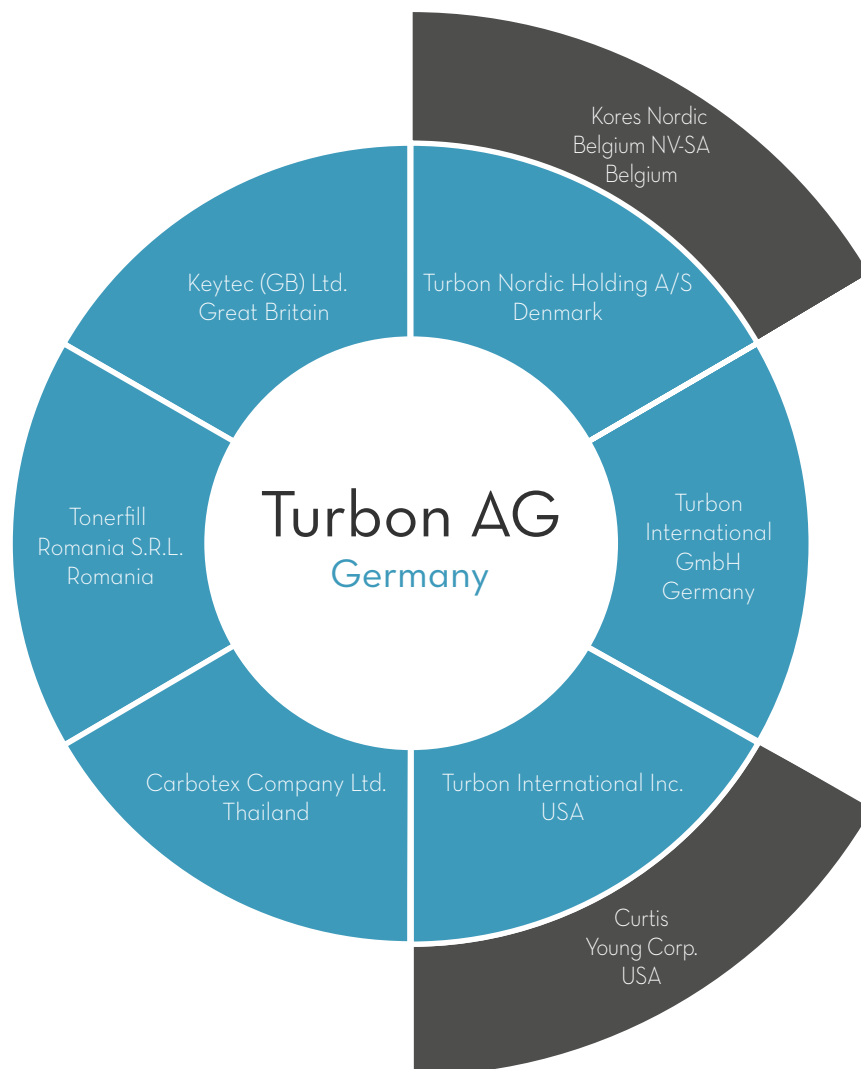 Kores Nordic
Belgium NV-SA
Belgium
Keytec (GB) Ltd.
Great Britain
Turbon Nordic Holding A/S
Denmark
Turbon AG
Germany
Tonerfill
Romania S.R.L.
Romania
Turbon
International
GmbH
Germany
Carbotex Company Ltd.
Thailand
Turbon International Inc.
USA
Curtis
Young Corp.
USA